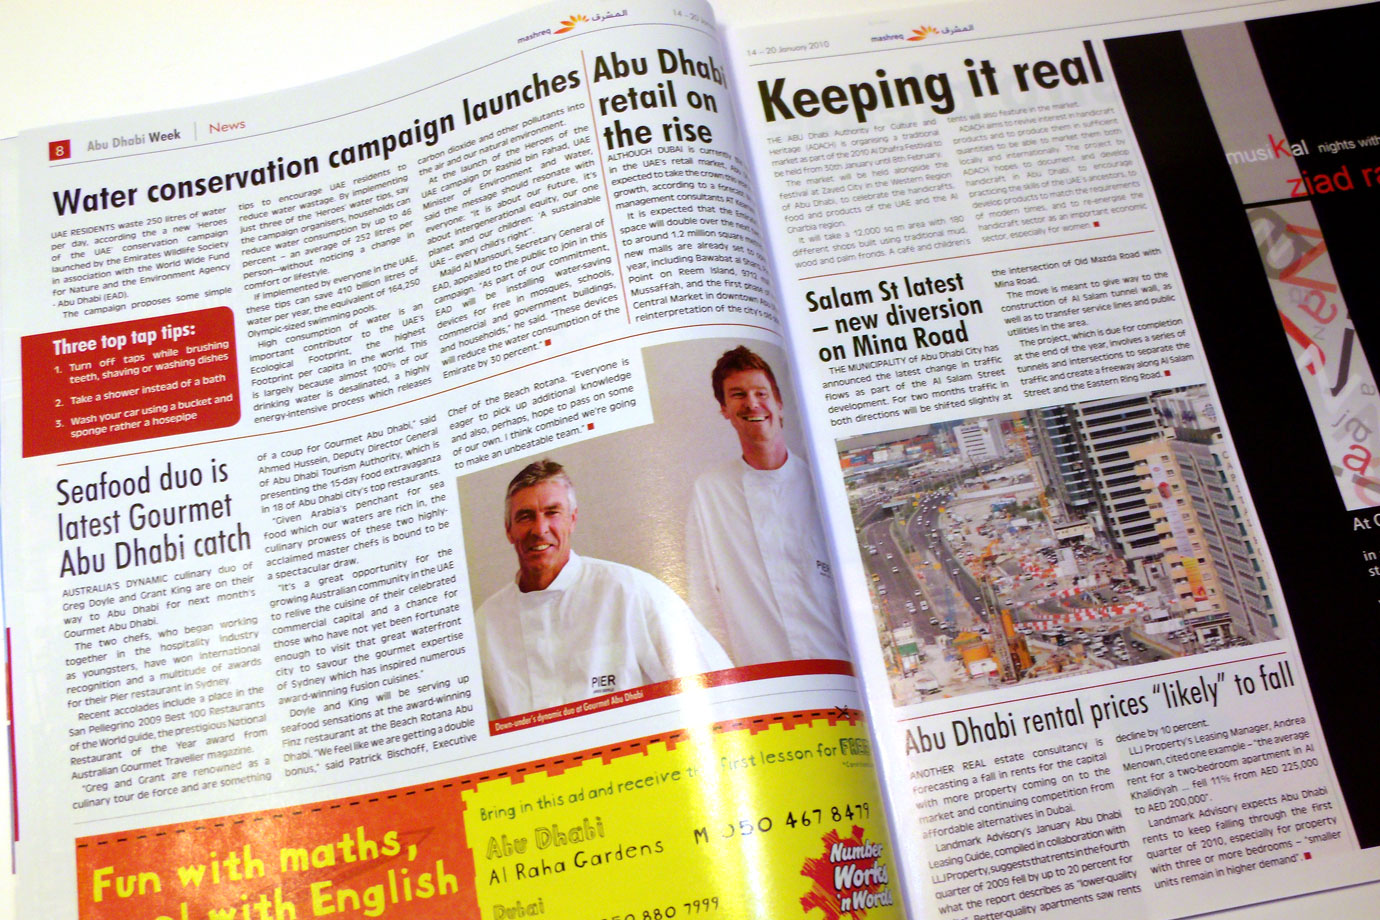 mashreq المشرق
14 – 20 Janu
8 Abu Dhabi Week News
Water conservation campaign launches
UAE RESIDENTS waste 250 litres of water
per day, according the a new 'Heroes
of the UAE' conservation campaign
launched by the Emirates Wildlife Society
in association with the World Wide Fund
for Nature and the Environment Agency
- Abu Dhabi (EAD).
The campaign proposes some simple
Three top tap tips:
1. Turn off taps while brushing
teeth, shaving or washing dishes
2. Take a shower instead of a bath
3. Wash your car using a bucket and
sponge rather a hosepipe
tips to encourage UAE residents to
reduce water wastage. By implementing
just three of the Heroes' water tips, say
the campaign organisers, households can
reduce water consumption by up to 46
percent – an average of 252 litres per
person–without noticing a change in
comfort or lifestyle.
If implemented by everyone in the UAE,
these tips can save 410 billion litres of
water per year, the equivalent of 164,250
Olympic-sized swimming pools.
High consumption of water is an
important contributor to the UAE's
Ecological Footprint, the highest
Footprint per capita in the world. This
is largely because almost 100% of our
drinking water is desalinated, a highly
energy-intensive process which releases
carbon dioxide and other pollutants into
the air and our natural environment.
At the launch of the Heroes of the
UAE campaign Dr Rashid bin Fahad, UAE
Minister of Environment and Water,
said the message should resonate with
everyone: "It is about our future. It's
about intergenerational equity, our one
planet and our children: 'A sustainable
UAE – every child's right'".
Majid Al Mansouri, Secretary General of
EAD, appealed to the public to join in this
campaign. "As part of our commitment,
EAD will be installing water-saving
devices for free in mosques, schools,
commercial and government buildings,
and households," he said. "These devices
will reduce the water consumption of the
Emirate by 30 percent."
Abu Dhabi
retail on
the rise
ALTHOUGH DUBAI is currently
in the UAE's retail market, Abu
expected to take the crown this
growth, according to a forecast
management consultants AT
It is expected that the Emirate
space will double over the next
to around 1.2 million square
new malls are already set to
year, including Bawabat al Sharq
Point on Reem Island, 9712
Mussaffah, and the first phase
Central Market in downtown Abu
reinterpretation of the city's old
Seafood duo is
latest Gourmet
Abu Dhabi catch
AUSTRALIA'S DYNAMIC culinary duo of
Greg Doyle and Grant King are on their
way to Abu Dhabi for next month's
Gourmet Abu Dhabi.
The two chefs, who began working
together in the hospitality industry
as youngsters, have won international
recognition and a multitude of awards
for their Pier restaurant in Sydney.
Recent accolades include a place in the
San Pellegrino 2009 Best 100 Restaurants
of the World guide, the prestigious National
Restaurant of the Year award from
Australian Gourmet Traveller magazine.
"Greg and Grant are renowned as a
culinary tour de force and are something
of a coup for Gourmet Abu Dhabi," said
Ahmed Hussein, Deputy Director General
of Abu Dhabi Tourism Authority, which is
presenting the 15-day food extravaganza
in 18 of Abu Dhabi city's top restaurants.
"Given Arabia's penchant for sea
food which our waters are rich in, the
culinary prowess of these two highly-
acclaimed master chefs is bound to be
a spectacular draw.
"It's a great opportunity for the
growing Australian community in the UAE
to relive the cuisine of their celebrated
commercial capital and a chance for
those who have not yet been fortunate
enough to visit that great waterfront
city to savour the gourmet expertise
of Sydney which has inspired numerous
award-winning fusion cuisines."
Doyle and King will be serving up
seafood sensations at the award-winning
Finz restaurant at the Beach Rotana Abu
Dhabi. "We feel like we are getting a double
bonus," said Patrick Bischoff, Executive
Chef of the Beach Rotana. "Everyone is
eager to pick up additional knowledge
and also, perhaps, hope to pass on some
of our own. I think combined we're going
to make an unbeatable team."
PIER
PIER
Down-under's dynamic duo at Gourmet Abu Dhabi
Fun with maths,
with English
Bring in this ad and receive the first lesson for FREE
Abu Dhabi
Al Raha Gardens M 050 467 8479
Dubai
050 880 7999
Number
Works
'n Words
14 – 20 January 2010
mashreq المشرق
Keeping it real
THE ABU Dhabi Authority for Culture and
Heritage (ADACH) is organising a traditional
market as part of the 2010 Al Dhafra Festival to
be held from 30th January until 8th February.
The market will be held alongside the
festival at Zayed City in the Western Region
of Abu Dhabi, to celebrate the handicrafts,
food and products of the UAE and the Al
Gharbia region.
It will take a 12,000 sq m area with 180
different shops built using traditional mud,
wood and palm fronds. A café and children's
tents will also feature in the market.
ADACH aims to revive interest in handicraft
products and to produce them in sufficient
quantities to be able to market them both
locally and internationally. The project by
ADACH, hopes to document and develop
handicraft in Abu Dhabi, to encourage
practicing the skills of the UAE's ancestors, to
develop products to match the requirements
of modern times, and to re-energise the
handicraft sector as an important economic
sector, especially for women.
Salam St latest
– new diversion
on Mina Road
THE MUNICIPALITY of Abu Dhabi City has
announced the latest change in traffic
flows as part of the Al Salam Street
development. For two months traffic in
both directions will be shifted slightly at
the intersection of Old Mazda Road with
Mina Road.
The move is meant to give way to the
construction of Al Salam tunnel wall, as
well as to transfer service lines and public
utilities in the area.
The project, which is due for completion
at the end of the year, involves a series of
tunnels and intersections to separate the
traffic and create a freeway along Al Salam
Street and the Eastern Ring Road.
Abu Dhabi rental prices "likely" to fall
ANOTHER REAL estate consultancy is
forecasting a fall in rents for the capital
with more property coming on to the
market and continuing competition from
affordable alternatives in Dubai.
Landmark Advisory's January Abu Dhabi
Leasing Guide, compiled in collaboration with
LLJProperty, suggests that rents in the fourth
quarter of 2009 fell by up to 20 percent for
what the report describes as "lower-quality
Better-quality apartments saw rents
decline by 10 percent.
LLJ Property's Leasing Manager, Andrea
Menown, cited one example – "the average
rent for a two-bedroom apartment in Al
Khalidiyah ... fell 11% from AED 225,000
to AED 200,000".
Landmark Advisory expects Abu Dhabi
rents to keep falling through the first
quarter of 2010, especially for property
with three or more bedrooms – "smaller
units remain in higher demand".
musiKal nights with
ziad ra
At
in
st